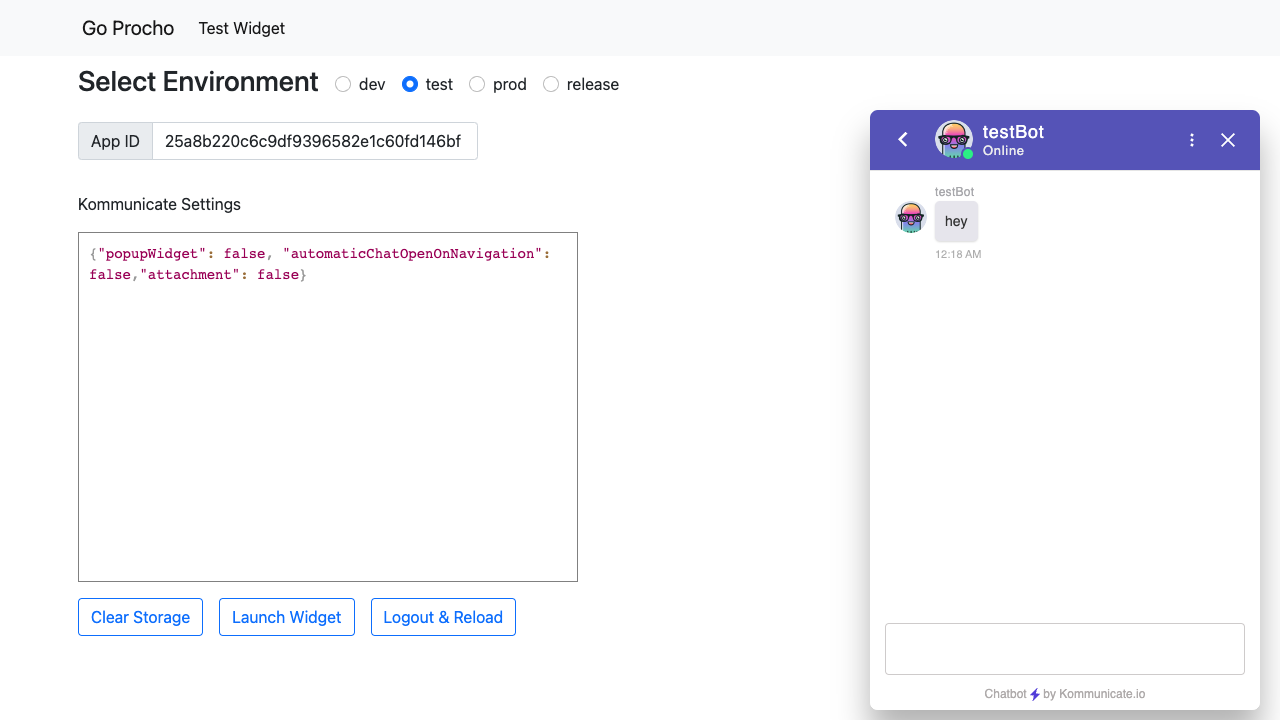 Go Procho Test Widget
Select Environment dev test prod release
App ID 25a8b220c6c9df9396582e1c60fd146bf
Kommunicate Settings
{"popupWidget": false, "automaticChatOpenOnNavigation":
false,"attachment": false}
Clear Storage Launch Widget Logout & Reload
testBot
Online
testBot
hey
12:18 AM
Chatbot by Kommunicate.io